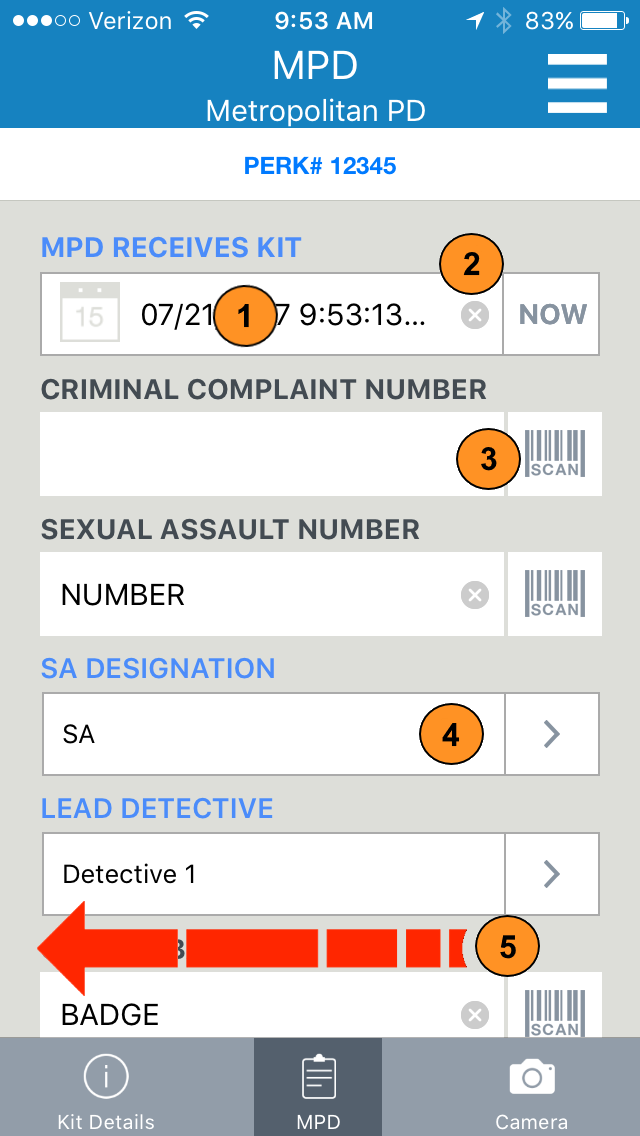 Verizon 9:53 AM 83%
MPD
Metropolitan PD
PERK# 12345
MPD RECEIVES KIT
2
15 07/21 1 7 9:53:13... NOW
CRIMINAL COMPLAINT NUMBER
3 SCAN
SEXUAL ASSAULT NUMBER
NUMBER SCAN
SA DESIGNATION
SA 4
LEAD DETECTIVE
Detective 1
5
BADGE SCAN
Kit Details MPD Camera